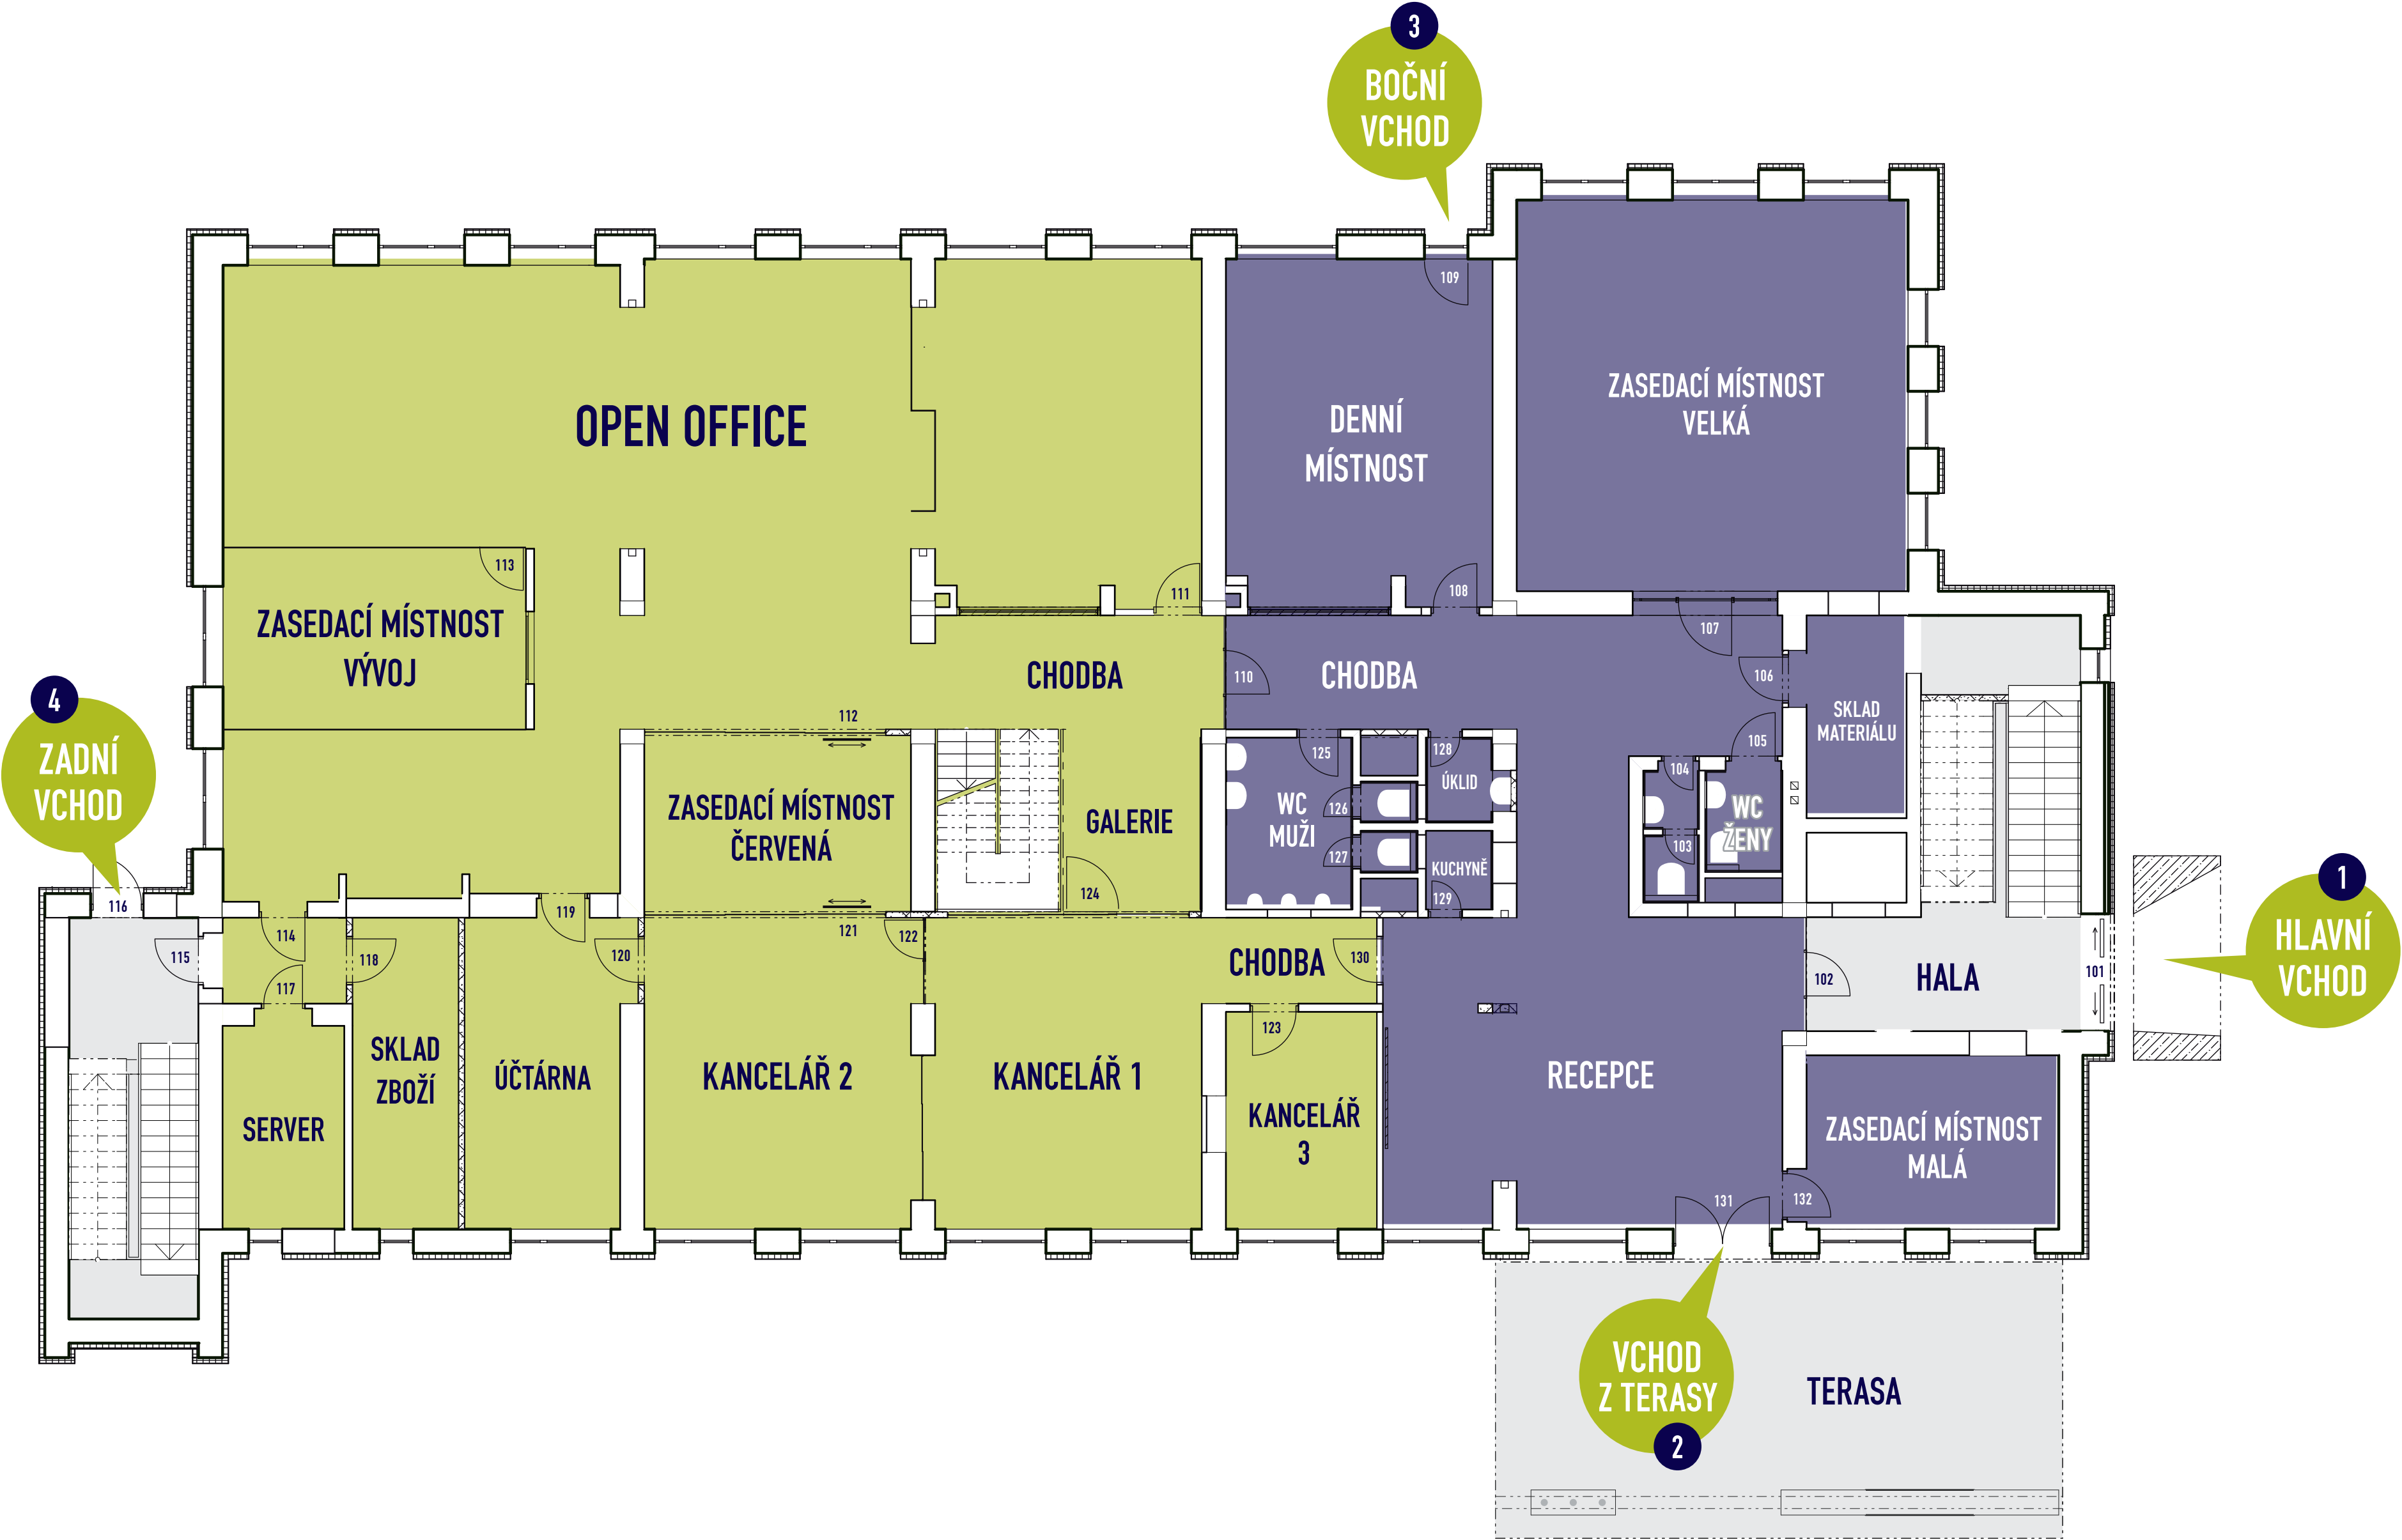 3
BOČNÍ
VCHOD
109
OPEN OFFICE
DENNÍ
MÍSTNOST
ZASEDACÍ MÍSTNOST
VELKÁ
113
111
108
107
ZASEDACÍ MÍSTNOST
VÝVOJ
CHODBA
110
CHODBA
106
4
ZADNÍ
VCHOD
112
SKLAD
MATERIÁLU
125
128
105
104
ZASEDACÍ MÍSTNOST
ČERVENÁ
GALERIE
WC
MUŽI
126
127
ÚKLID
WC
ŽENY
103
KUCHYNĚ
129
124
116
119
114
115
118
117
120
121
122
CHODBA
130
102
HALA
101
1
HLAVNÍ
VCHOD
123
SKLAD
ZBOŽÍ
ÚČTÁRNA
KANCELÁŘ 2
KANCELÁŘ 1
RECEPCE
SERVER
KANCELÁŘ
3
ZASEDACÍ MÍSTNOST
MALÁ
131
132
VCHOD
Z TERASY
2
TERASA